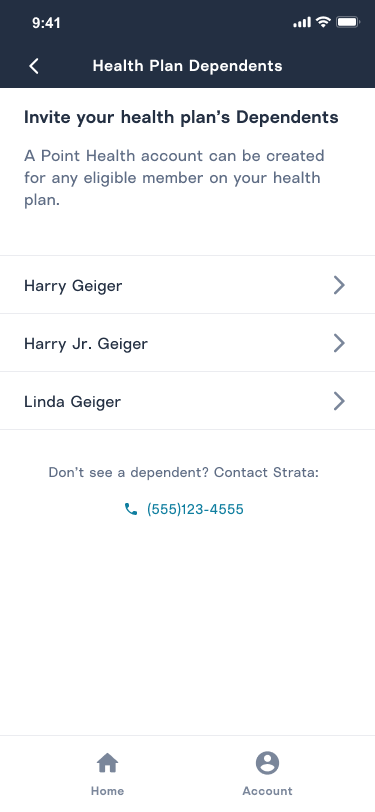 9:41
Health Plan Dependents
Invite your health plan’s Dependents
A Point Health account can be created
for any eligible member on your health
plan.
Harry Geiger
Harry Jr. Geiger
Linda Geiger
Don’t see a dependent? Contact Strata:
(555)123-4555
Home
Account